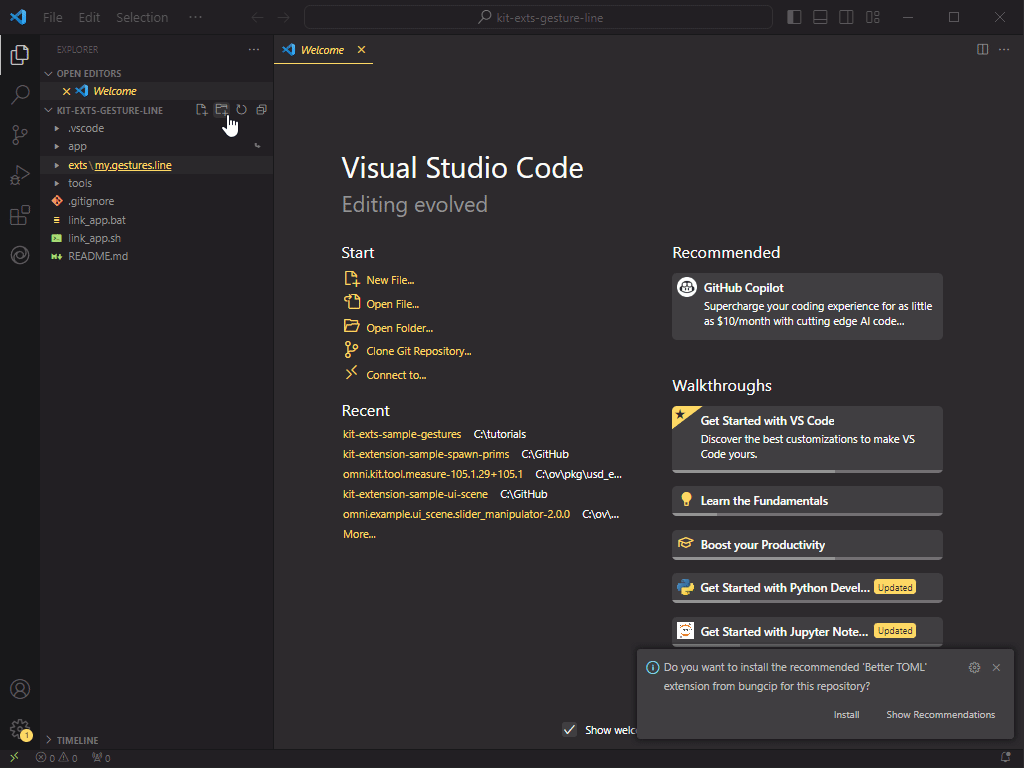 File Edit Selection ··· kit-exts-gesture-line
EXPLORER ···
Welcome
OPEN EDITORS
Welcome
KIT-EXTS-GESTURE-LINE
.vscode
app
exts\my.gestures.line
tools
.gitignore
link_app.bat
link_app.sh
README.md
Visual Studio Code
Editing evolved
Start
New File...
Open File...
Open Folder...
Clone Git Repository...
Connect to...
Recent
kit-exts-sample-gestures C:\tutorials
kit-extension-sample-spawn-prims C:\GitHub
omni.kit.tool.measure-105.1.29+105.1 C:\ov\pkg\usd_e...
kit-extension-sample-ui-scene C:\GitHub
omni.example.ui_scene.slider_manipulator-2.0.0 C:\ov\...
More...
Recommended
GitHub Copilot
Supercharge your coding experience for as little
as $10/month with cutting edge AI code...
Walkthroughs
Get Started with VS Code
Discover the best customizations to make VS
Code yours.
Learn the Fundamentals
Boost your Productivity
Get Started with Python Devel... Updated
Get Started with Jupyter Note... Updated
Do you want to install the recommended 'Better TOML'
extension from bungcip for this repository?
Install Show Recommendations
Show welc
1
TIMELINE
0 0 0